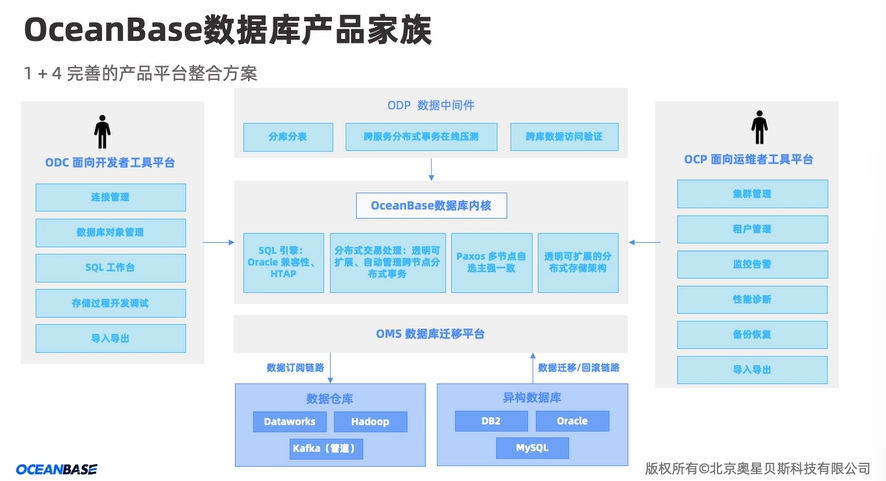 OceanBase数据库产品家族
1 + 4 完善的产品平台整合方案
ODC 面向开发者工具平台
连接管理
数据库对象管理
SQL 工作台
存储过程开发调试
导入导出
ODP 数据中间件
分库分表
跨服务分布式事务在线压测
跨库数据访问验证
OceanBase数据库内核
SQL 引擎：
Oracle 兼容性、
HTAP
分布式交易处理：透明可
扩展、自动管理跨节点分
布式事务
Paxos 多节点自
选主强一致
透明可扩展的分
布式存储架构
OMS 数据库迁移平台
数据订阅链路
数据迁移/回滚链路
数据仓库
Dataworks
Hadoop
Kafka（管道）
异构数据库
DB2
Oracle
MySQL
OCP 面向运维者工具平台
集群管理
租户管理
监控告警
性能诊断
备份恢复
导入导出
OCEANBASE
版权所有©北京奥星贝斯科技有限公司